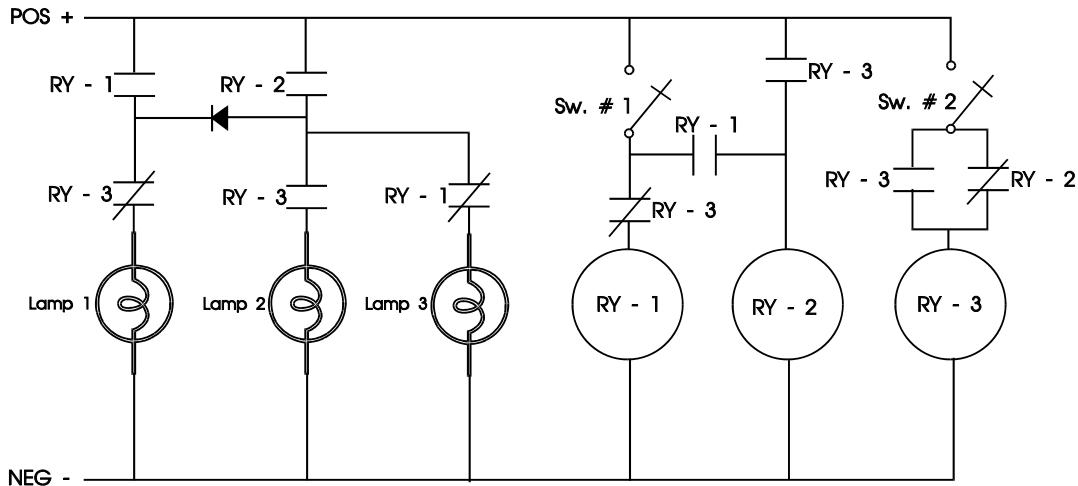 POS +
RY - 1
RY - 2
RY - 3
Sw. # 1
Sw. # 2
RY - 1
RY - 3
RY - 3
RY - 2
RY - 3
RY - 3
RY - 1
RY - 3
Lamp 1
Lamp 2
Lamp 3
RY - 1
RY - 2
RY - 3
NEG -